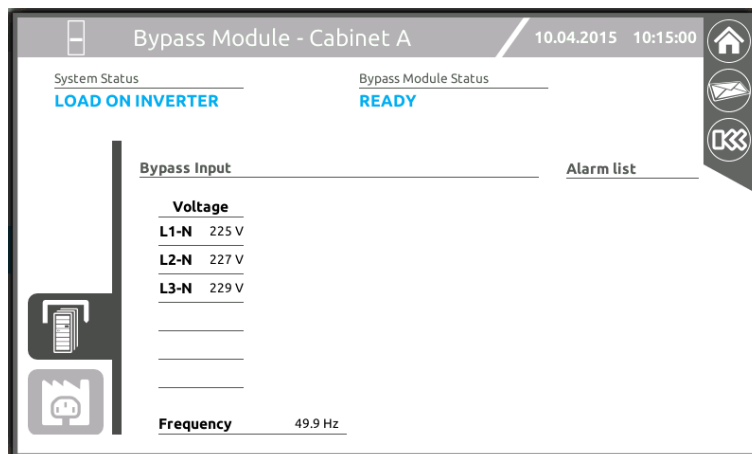 Bypass Module - Cabinet A 10.04.2015 10:15:00
System Status Bypass Module Status
LOAD ON INVERTER READY
Bypass Input Alarm list
Voltage
L1-N 225 V
L2-N 227 V
L3-N 229 V
Frequency 49.9 Hz